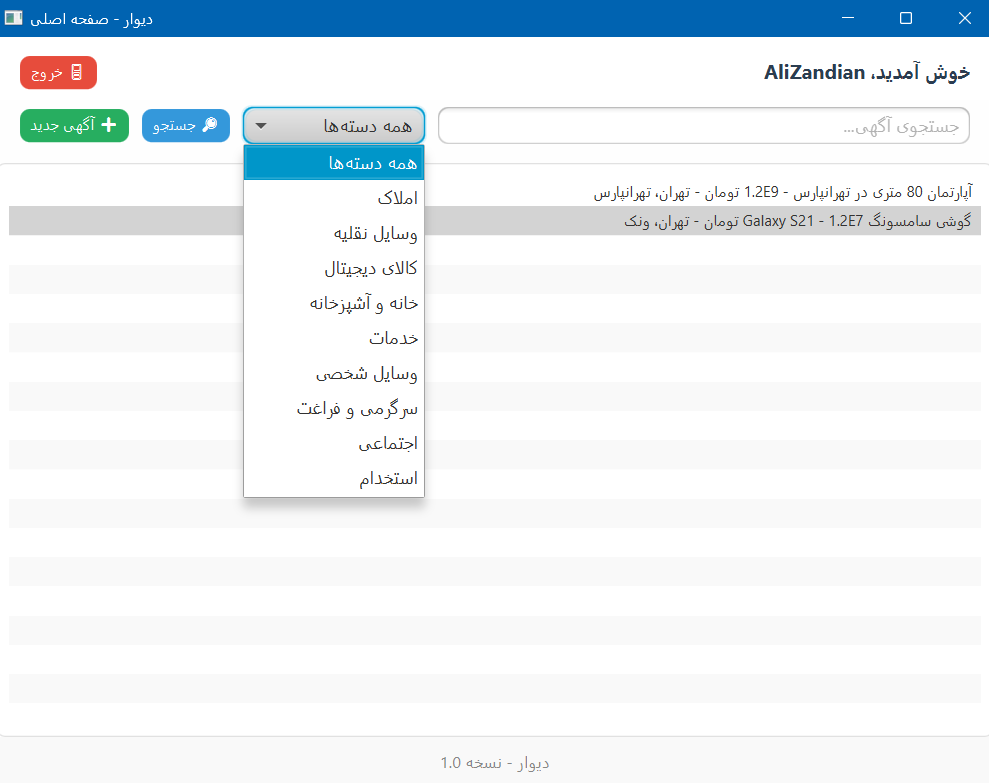 دیوار - صفحه اصلی
خوش آمدید، AliZandian
خروج
جستجوی آگهی...
همه دسته‌ها
جستجو
آگهی جدید
همه دسته‌ها
املاک
وسایل نقلیه
کالای دیجیتال
خانه و آشپزخانه
خدمات
وسایل شخصی
سرگرمی و فراغت
اجتماعی
استخدام
آپارتمان 80 متری در تهرانپارس - 1.2E9 تومان - تهران، تهرانپارس
گوشی سامسونگ Galaxy S21 - 1.2E7 تومان - تهران، ونک
دیوار - نسخه 1.0